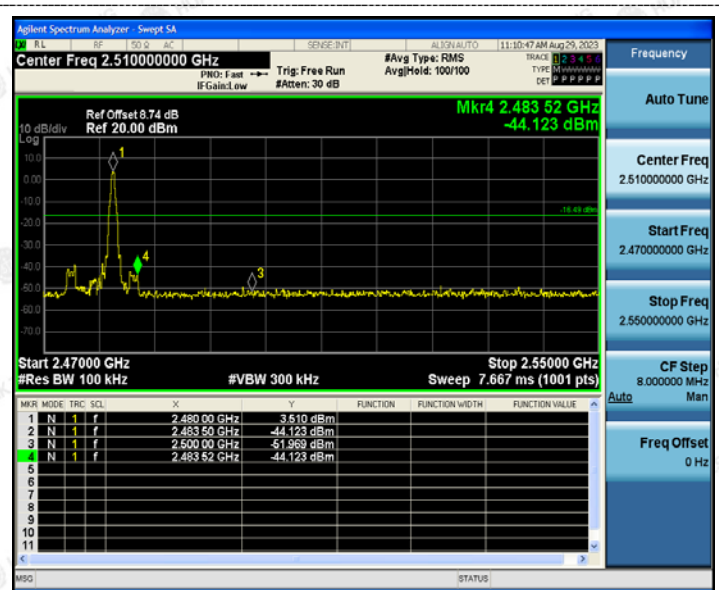 Agilent Spectrum Analyzer - Swept SA
RL RF 50 Ω AC SENSE:INT ALIGN AUTO 11:10:47 AM Aug 29, 2023
Center Freq 2.510000000 GHz
PNO: Fast
IFGain:Low
Trig: Free Run
#Atten: 30 dB
#Avg Type: RMS
Avg|Hold: 100/100
TRACE 1 2 3 4 5 6
TYPE M
DET P P P P P P
Ref Offset 8.74 dB
10 dB/div Ref 20.00 dBm
Log
Mkr4 2.483 52 GHz
-44.123 dBm
10.0
0.00
-10.0
-20.0
-30.0
-40.0
-50.0
-60.0
-70.0
1
4
3
-16.49 dBm
Start 2.47000 GHz Stop 2.55000 GHz
#Res BW 100 kHz #VBW 300 kHz Sweep 7.667 ms (1001 pts)
MKR MODE TRC SCL X Y FUNCTION FUNCTION WIDTH FUNCTION VALUE
1 N 1 f 2.480 00 GHz 3.510 dBm
2 N 1 f 2.483 50 GHz -44.123 dBm
3 N 1 f 2.500 00 GHz -51.969 dBm
4 N 1 f 2.483 52 GHz -44.123 dBm
5
6
7
8
9
10
11
MSG STATUS
Frequency
Auto Tune
Center Freq
2.510000000 GHz
Start Freq
2.470000000 GHz
Stop Freq
2.550000000 GHz
CF Step
8.000000 MHz
Auto Man
Freq Offset
0 Hz